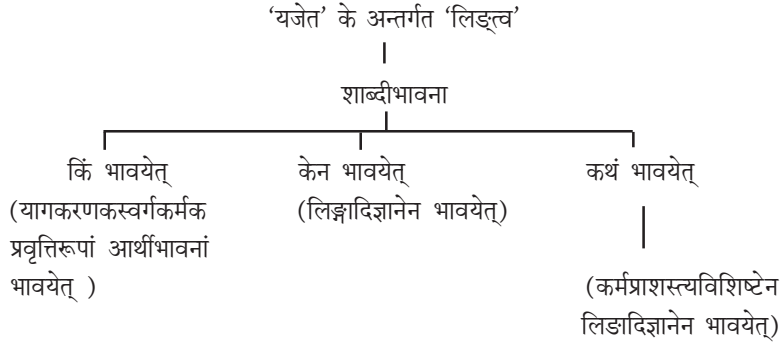 ‘यजेत’ के अन्तर्गत ‘लिङ्त्व’
शाब्दीभावना
किं भावयेत्
केन भावयेत्
कथं भावयेत्
(यागकरणकस्वर्गकर्मक
प्रवृत्तिरूपां आर्थीभावनां
भावयेत् )
(लिङ्गादिज्ञानेन भावयेत्)
(कर्मप्राशस्त्यविशिष्टेन
लिङादिज्ञानेन भावयेत्)